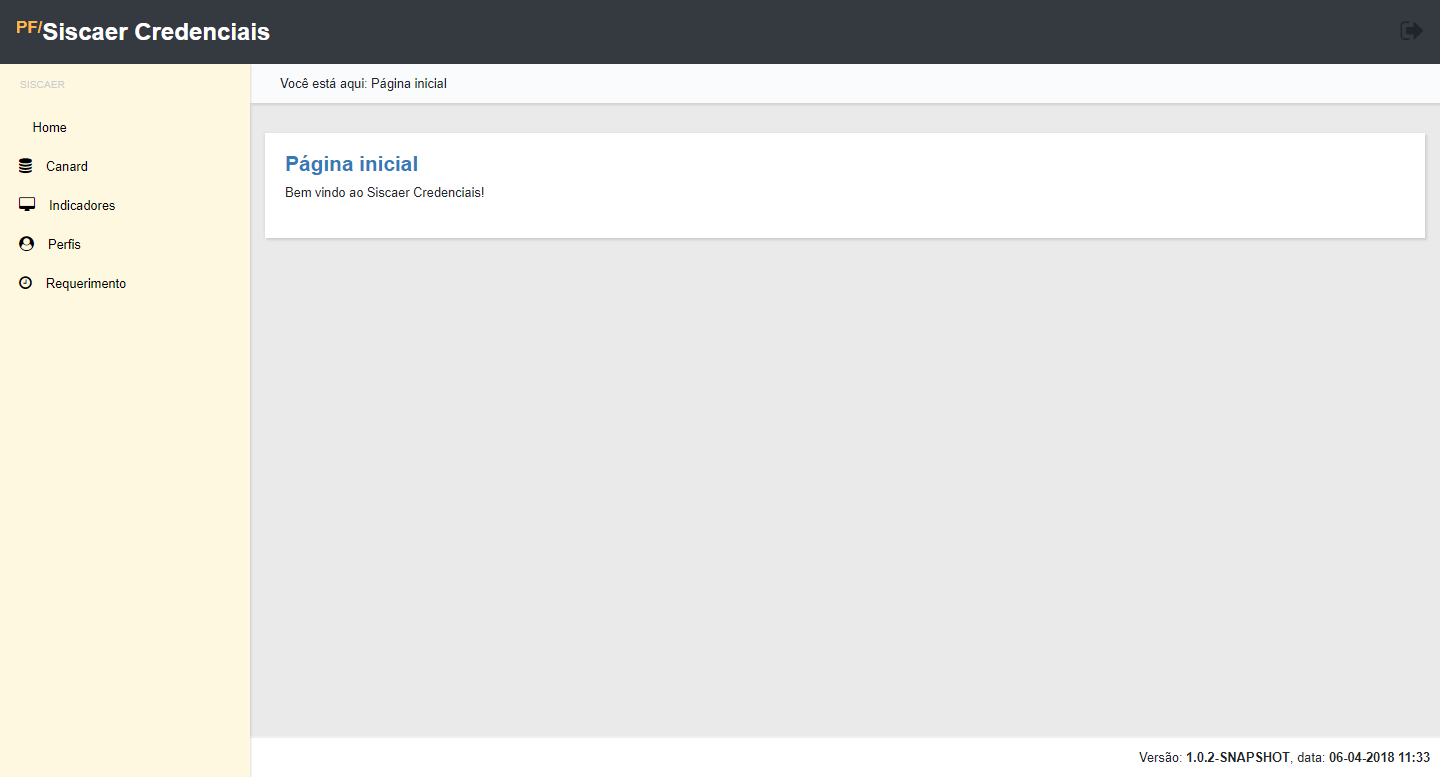 PF/Siscaer Credenciais
SISCAER
Home
Canard
Indicadores
Perfis
Requerimento
Você está aqui: Página inicial
Página inicial
Bem vindo ao Siscaer Credenciais!
Versão: 1.0.2-SNAPSHOT, data: 06-04-2018 11:33